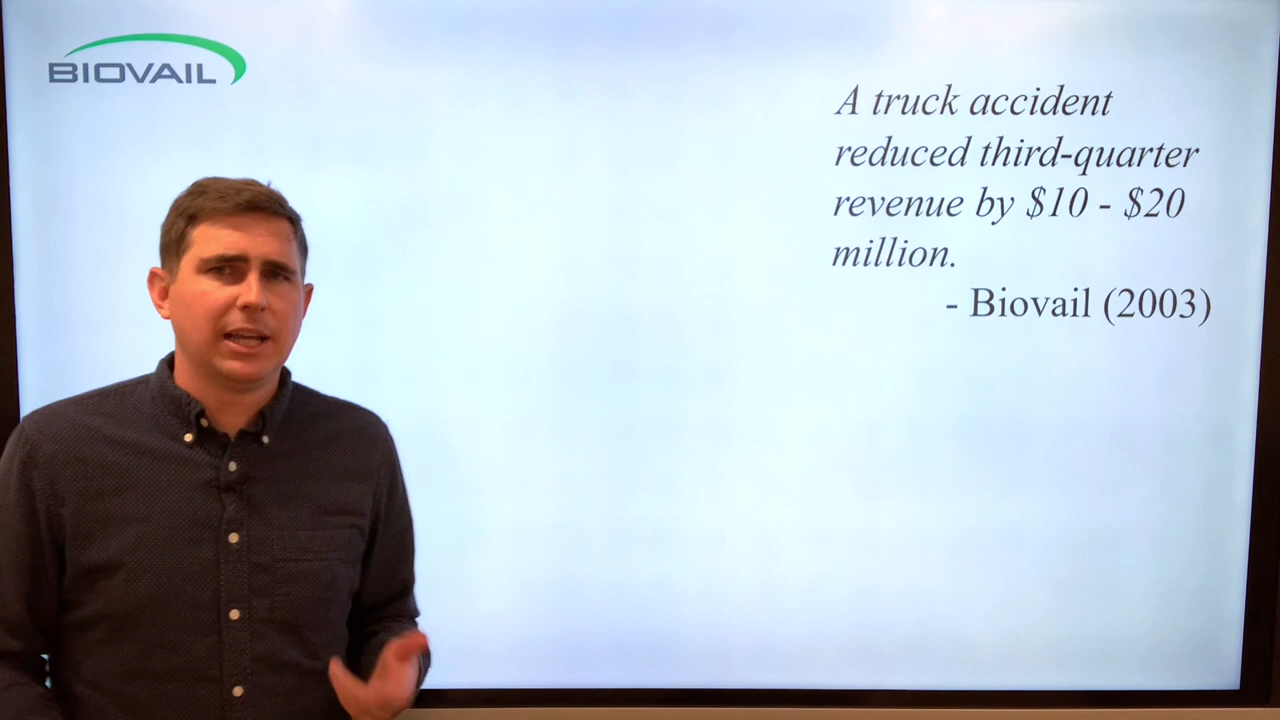 BIOVAIL
A truck accident
reduced third-quarter
revenue by $10 - $20
million.
- Biovail (2003)